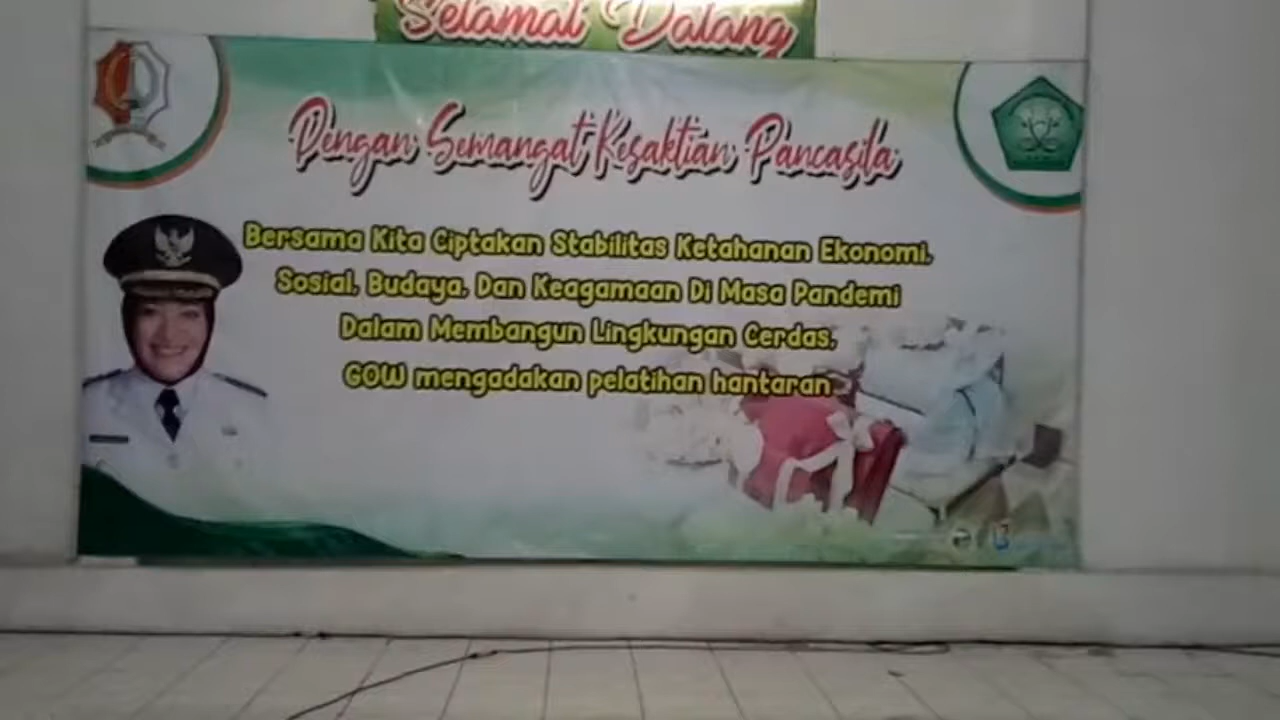 Selamat Datang
Dengan Semangat Kesaktian Pancasila
Bersama Kita Ciptakan Stabilitas Ketahanan Ekonomi,
Sosial, Budaya, Dan Keagamaan Di Masa Pandemi
Dalam Membangun Lingkungan Cerdas,
GOW mengadakan pelatihan hantaran